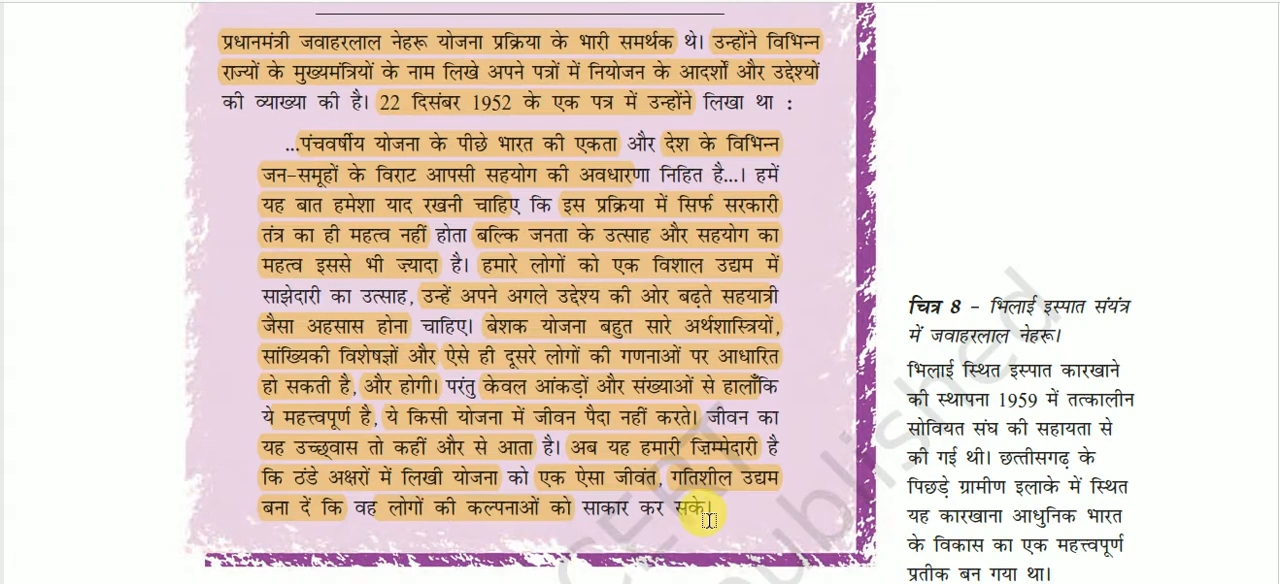 प्रधानमंत्री जवाहरलाल नेहरू योजना प्रक्रिया के भारी समर्थक थे। उन्होंने विभिन्न
राज्यों के मुख्यमंत्रियों के नाम लिखे अपने पत्रों में नियोजन के आदर्शों और उद्देश्यों
की व्याख्या की है। 22 दिसंबर 1952 के एक पत्र में उन्होंने लिखा था :
...पंचवर्षीय योजना के पीछे भारत की एकता और देश के विभिन्न
जन-समूहों के विराट आपसी सहयोग की अवधारणा निहित है...। हमें
यह बात हमेशा याद रखनी चाहिए कि इस प्रक्रिया में सिर्फ सरकारी
तंत्र का ही महत्व नहीं होता बल्कि जनता के उत्साह और सहयोग का
महत्व इससे भी ज़्यादा है। हमारे लोगों को एक विशाल उद्यम में
साझेदारी का उत्साह, उन्हें अपने अगले उद्देश्य की ओर बढ़ते सहयात्री
जैसा अहसास होना चाहिए। बेशक योजना बहुत सारे अर्थशास्त्रियों,
सांख्यिकी विशेषज्ञों और ऐसे ही दूसरे लोगों की गणनाओं पर आधारित
हो सकती है, और होगी। परंतु केवल आंकड़ों और संख्याओं से हालाँकि
ये महत्त्वपूर्ण है, ये किसी योजना में जीवन पैदा नहीं करते। जीवन का
यह उच्छ्वास तो कहीं और से आता है। अब यह हमारी ज़िम्मेदारी है
कि ठंडे अक्षरों में लिखी योजना को एक ऐसा जीवंत, गतिशील उद्यम
बना दें कि वह लोगों की कल्पनाओं को साकार कर सके।
चित्र 8 - भिलाई इस्पात संयंत्र
में जवाहरलाल नेहरू।
भिलाई स्थित इस्पात कारखाने
की स्थापना 1959 में तत्कालीन
सोवियत संघ की सहायता से
की गई थी। छत्तीसगढ़ के
पिछड़े ग्रामीण इलाके में स्थित
यह कारखाना आधुनिक भारत
के विकास का एक महत्त्वपूर्ण
प्रतीक बन गया था।